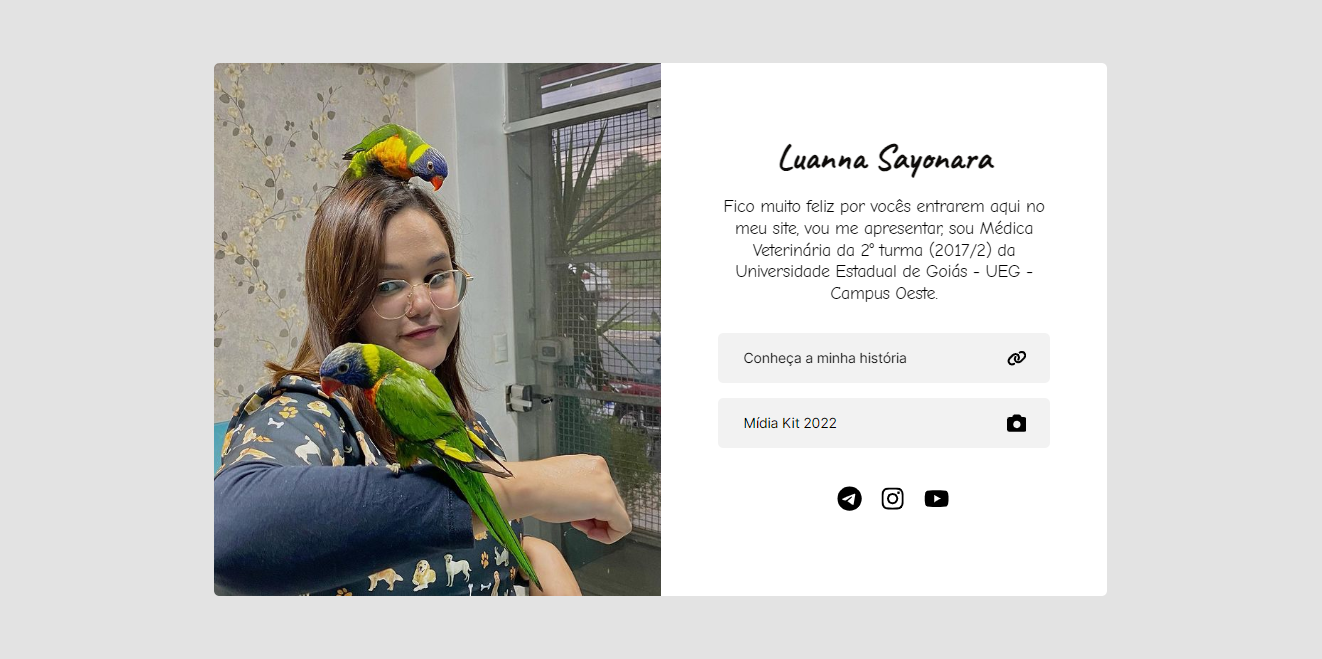 Luanna Sayonara
Fico muito feliz por vocês entrarem aqui no
meu site, vou me apresentar, sou Médica
Veterinária da 2º turma (2017/2) da
Universidade Estadual de Goiás - UEG -
Campus Oeste.
Conheça a minha história
Mídia Kit 2022